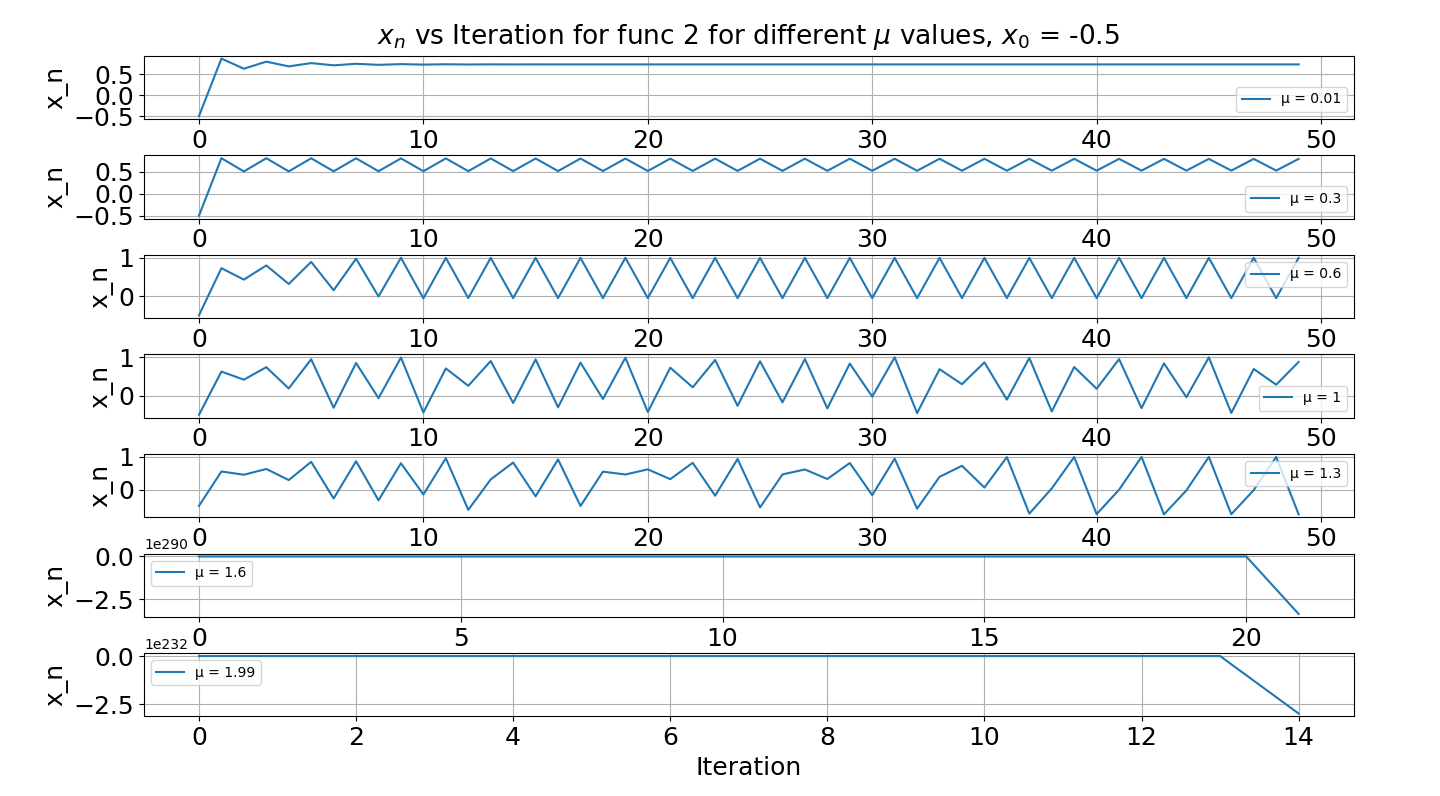 x_n vs Iteration for func 2 for different μ values, x_0 = -0.5
x_n
0.5
0.0
−0.5
μ = 0.01
0 10 20 30 40 50
x_n
0.5
0.0
−0.5
μ = 0.3
0 10 20 30 40 50
x_n
1
0
μ = 0.6
0 10 20 30 40 50
x_n
1
0
μ = 1
0 10 20 30 40 50
x_n
1
0
μ = 1.3
0 10 20 30 40 50
1e290
x_n
0.0
−2.5
μ = 1.6
0 5 10 15 20
1e232
x_n
0.0
−2.5
μ = 1.99
0 2 4 6 8 10 12 14
Iteration